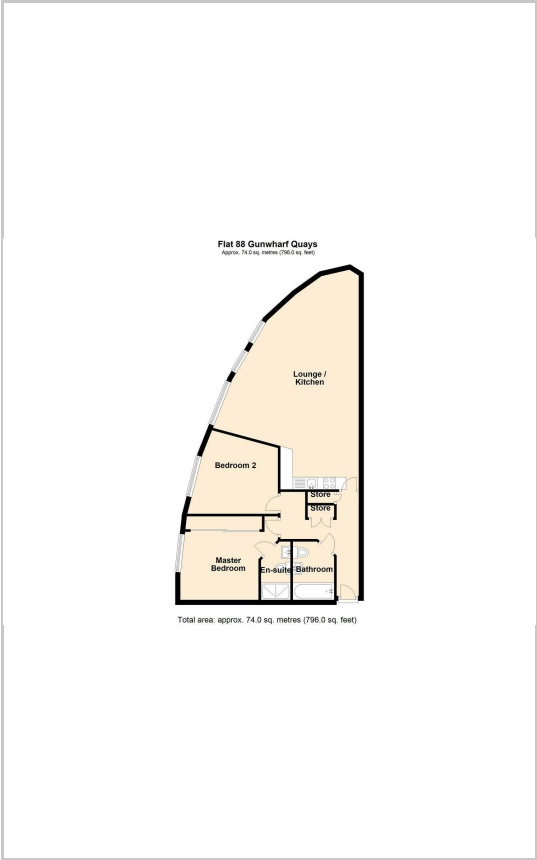 Flat 88 Gunwharf Quays
Approx. 74.0 sq. metres (796.0 sq. feet)
Lounge /
Kitchen
Bedroom 2
Store
Store
Master
Bedroom
En-suite
Bathroom
Total area: approx. 74.0 sq. metres (796.0 sq. feet)